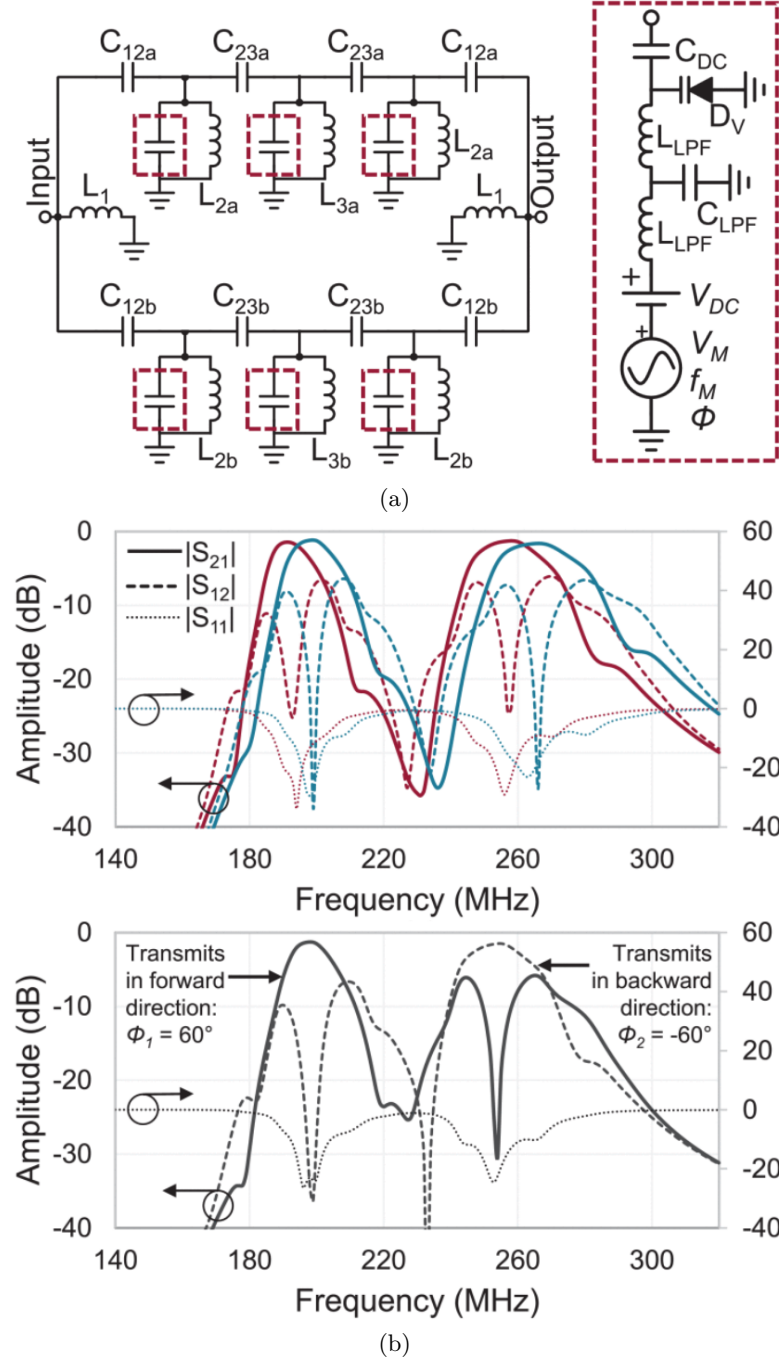 C12a C23a C23a C12a
L2a L3a L2a
Input L1 L1 Output
C12b C23b C23b C12b
L2b L3b L2b
CDC
DV
LLPF
CLPF
LLPF
+
VDC
+
VM
fM
Φ
(a)
|S21|
|S12|
|S11|
Amplitude (dB)
0
-10
-20
-30
-40
60
40
20
0
-20
-40
140 180 220 260 300
Frequency (MHz)
Transmits
in forward
direction:
Φ1 = 60°
Transmits
in backward
direction:
Φ2 = -60°
Amplitude (dB)
0
-10
-20
-30
-40
60
40
20
0
-20
-40
140 180 220 260 300
Frequency (MHz)
(b)